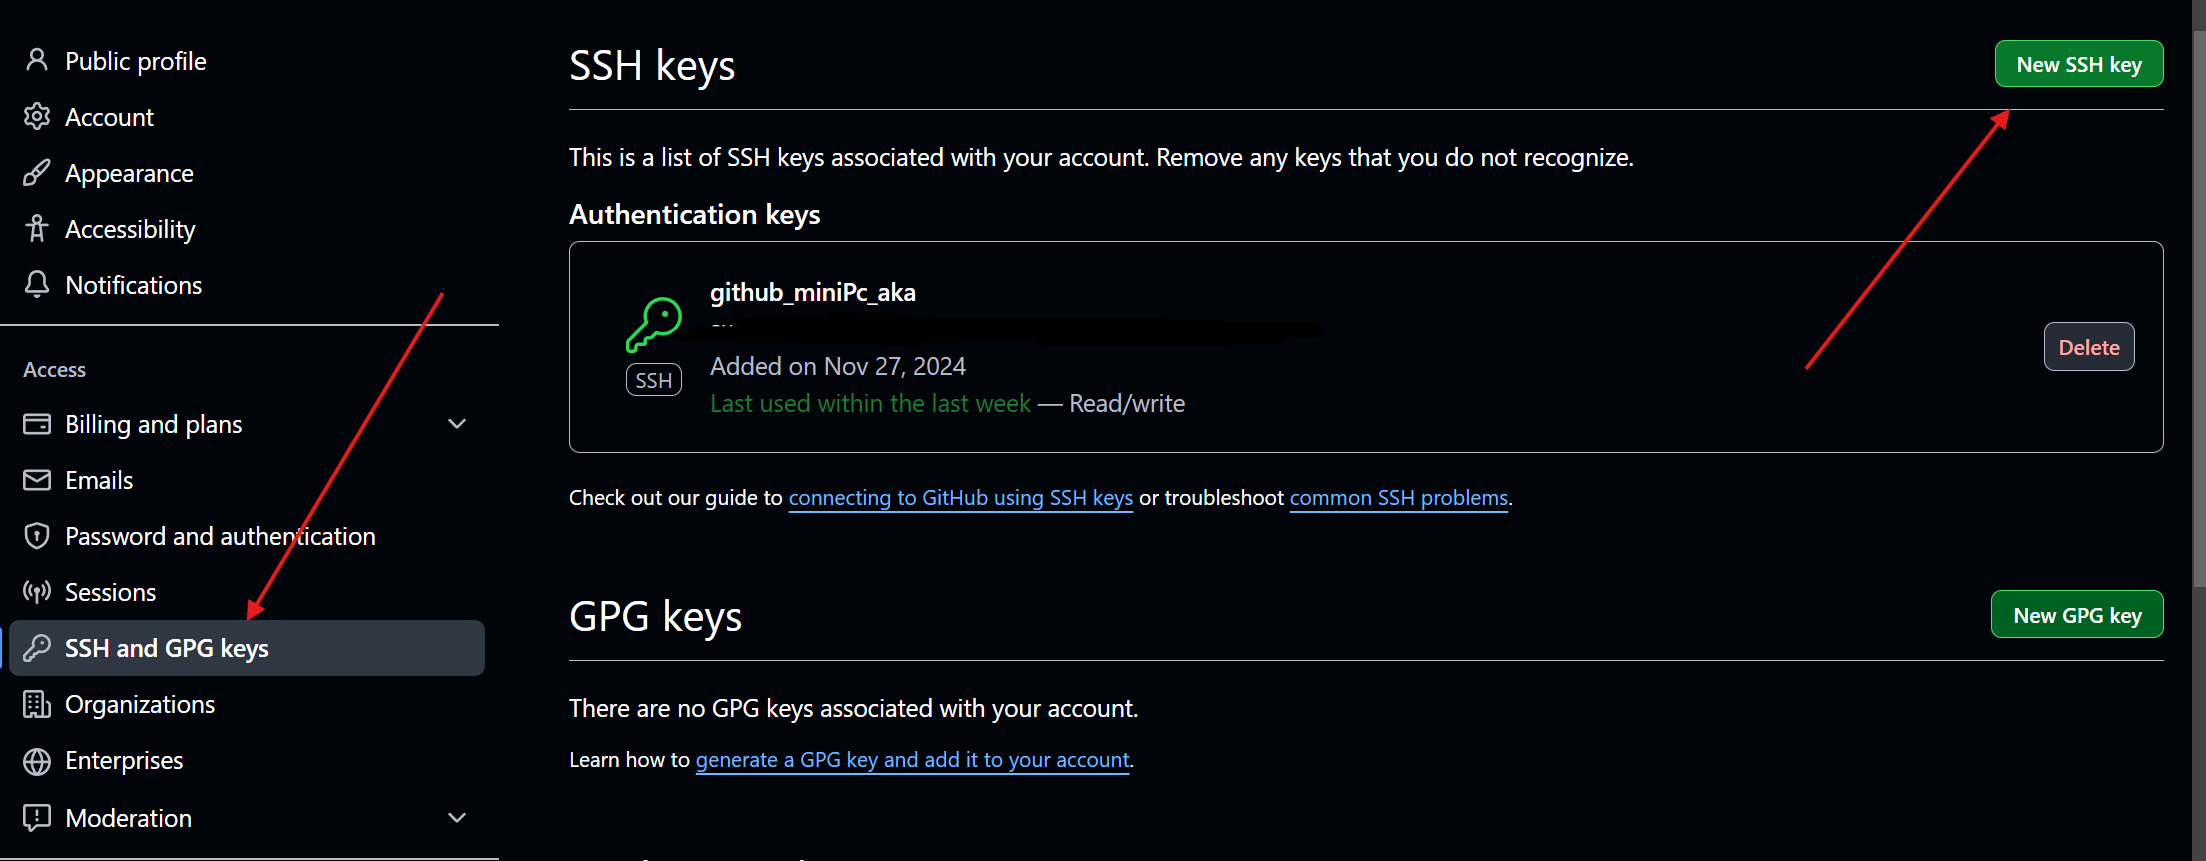 Public profile
Account
Appearance
Accessibility
Notifications
Access
Billing and plans
Emails
Password and authentication
Sessions
SSH and GPG keys
Organizations
Enterprises
Moderation
SSH keys
New SSH key
This is a list of SSH keys associated with your account. Remove any keys that you do not recognize.
Authentication keys
github_miniPc_aka
SSH
Added on Nov 27, 2024
Last used within the last week — Read/write
Delete
Check out our guide to connecting to GitHub using SSH keys or troubleshoot common SSH problems.
GPG keys
New GPG key
There are no GPG keys associated with your account.
Learn how to generate a GPG key and add it to your account.